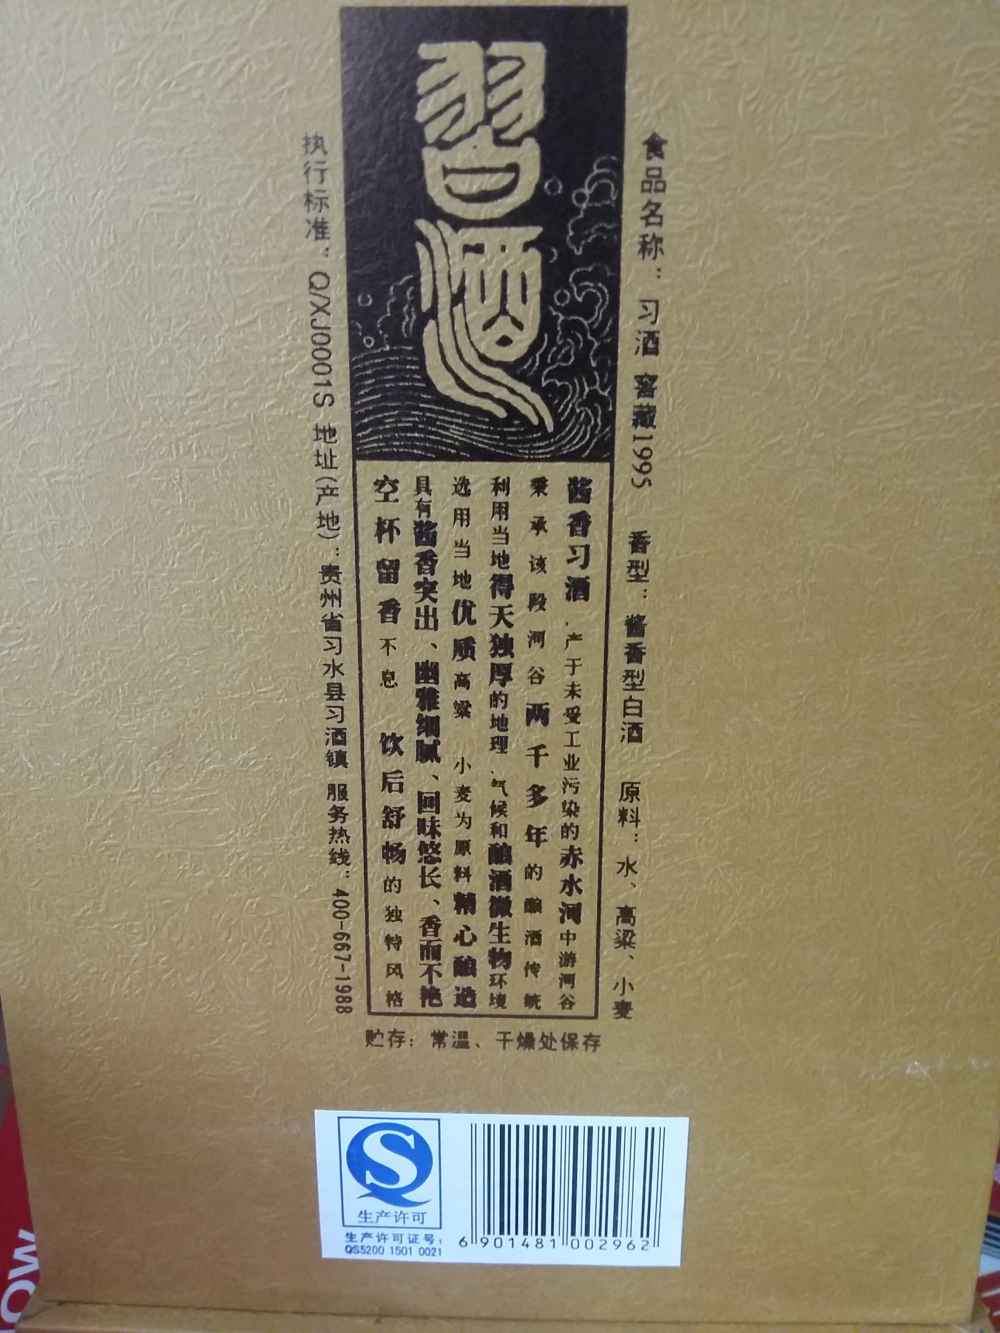 習酒
食品名称：习酒 窖藏1995 香型：酱香型白酒 原料：水、高粱、小麦
酱香习酒，产于未受工业污染的赤水河中游河谷
秉承该段河谷两千多年的酿酒传统
利用当地得天独厚的地理、气候和酿酒微生物环境
选用当地优质高粱 小麦为原料精心酿造
具有酱香突出、幽雅细腻、回味悠长、香而不艳
空杯留香不息 饮后舒畅的独特风格
执行标准：Q/XJ0001S 地址(产地)：贵州省习水县习酒镇 服务热线：400-667-1988
贮存：常温、干燥处保存
生产许可
生产许可证号：
QS5200 1501 0021
6 901481 002962
OW